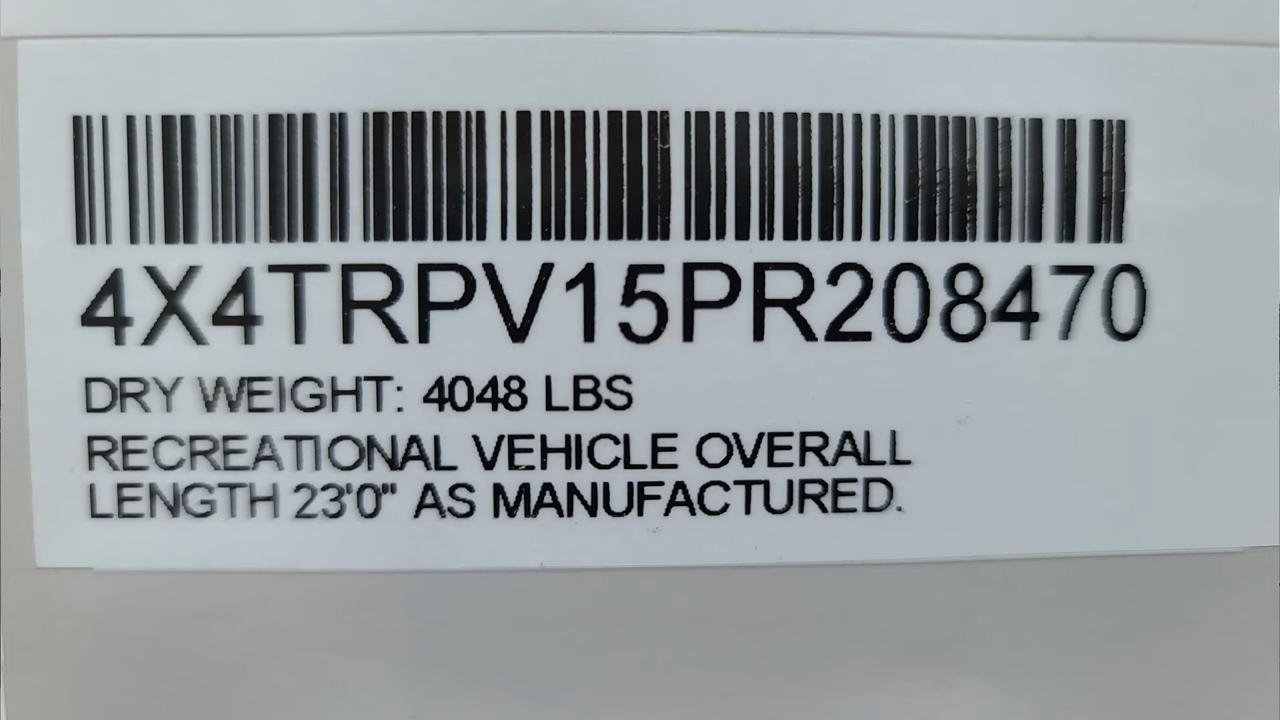 4X4TRPV15PR208470
DRY WEIGHT: 4048 LBS
RECREATIONAL VEHICLE OVERALL
LENGTH 23'0" AS MANUFACTURED.